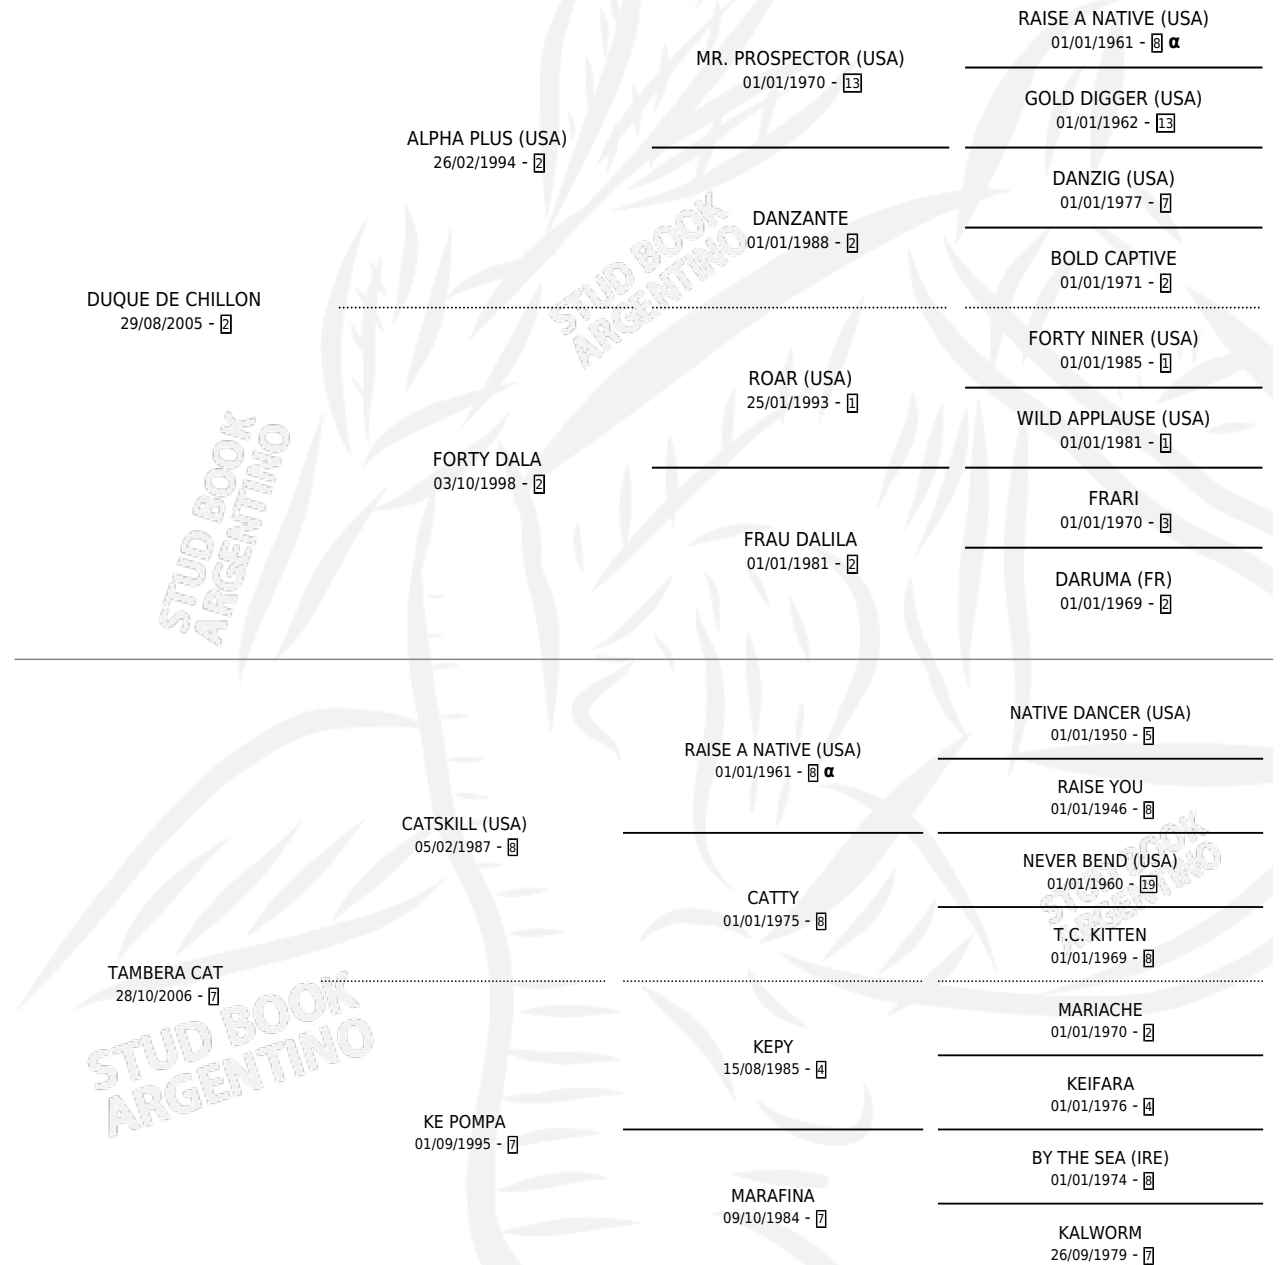 RAISE A NATIVE (USA)
01/01/1961 - 8 α
MR. PROSPECTOR (USA)
01/01/1970 - 13
GOLD DIGGER (USA)
01/01/1962 - 13
ALPHA PLUS (USA)
26/02/1994 - 2
DANZIG (USA)
01/01/1977 - 7
DANZANTE
01/01/1988 - 2
BOLD CAPTIVE
01/01/1971 - 2
DUQUE DE CHILLON
29/08/2005 - 2
FORTY NINER (USA)
01/01/1985 - 1
ROAR (USA)
25/01/1993 - 1
WILD APPLAUSE (USA)
01/01/1981 - 1
FORTY DALA
03/10/1998 - 2
FRARI
01/01/1970 - 3
FRAU DALILA
01/01/1981 - 2
DARUMA (FR)
01/01/1969 - 2
NATIVE DANCER (USA)
01/01/1950 - 5
RAISE A NATIVE (USA)
01/01/1961 - 8 α
RAISE YOU
01/01/1946 - 8
CATSKILL (USA)
05/02/1987 - 8
NEVER BEND (USA)
01/01/1960 - 19
CATTY
01/01/1975 - 8
T.C. KITTEN
01/01/1969 - 8
TAMBERA CAT
28/10/2006 - 7
MARIACHE
01/01/1970 - 2
KEPY
15/08/1985 - 4
KEIFARA
01/01/1976 - 4
KE POMPA
01/09/1995 - 7
BY THE SEA (IRE)
01/01/1974 - 8
MARAFINA
09/10/1984 - 7
KALWORM
26/09/1979 - 7
STUD BOOK
ARGENTINO
STUD BOOK
ARGENTINO
STUD BOOK
ARGENTINO
STUD BOOK
ARGENTINO